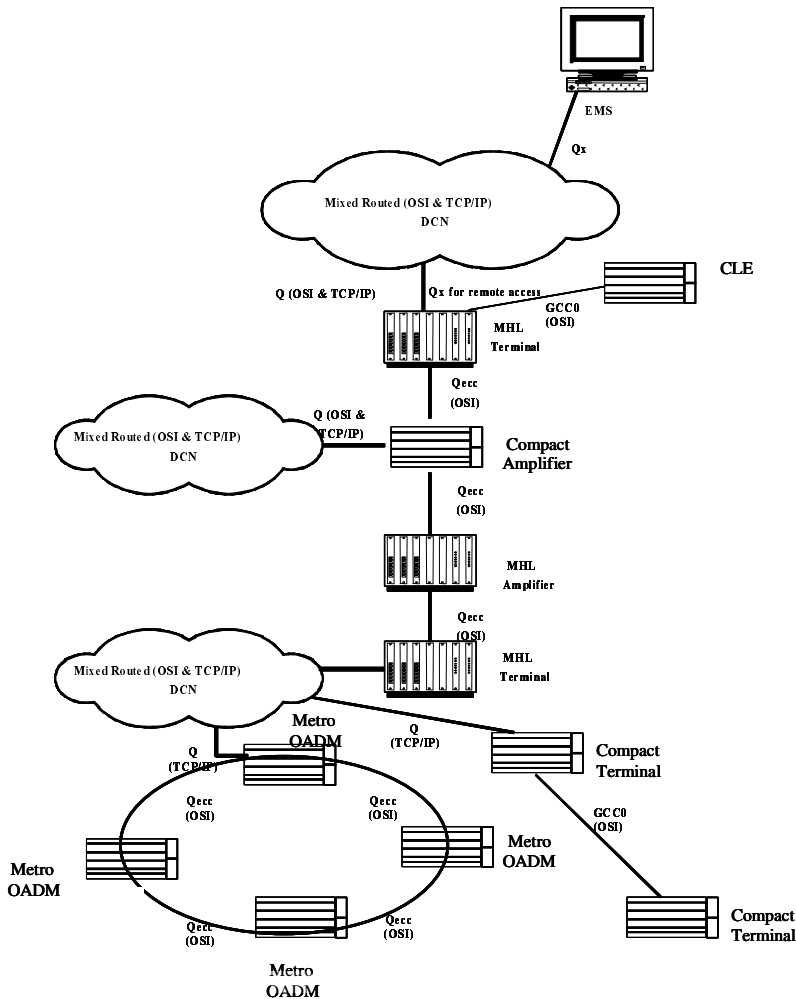 EMS
Qx
Mixed Routed (OSI & TCP/IP)
DCN
CLE
Q (OSI & TCP/IP)
Qx for remote access
GCC0
(OSI)
MHL
Terminal
Qecc
(OSI)
Q (OSI &
TCP/IP)
Mixed Routed (OSI & TCP/IP)
DCN
Compact
Amplifier
Qecc
(OSI)
MHL
Amplifier
Qecc
(OSI)
Mixed Routed (OSI & TCP/IP)
DCN
MHL
Terminal
Metro
OADM
Q
(TCP/IP)
Q
(TCP/IP)
Compact
Terminal
Qecc
(OSI)
Qecc
(OSI)
GCC0
(OSI)
Metro
OADM
Metro
OADM
Qecc
(OSI)
Qecc
(OSI)
Compact
Terminal
Metro
OADM